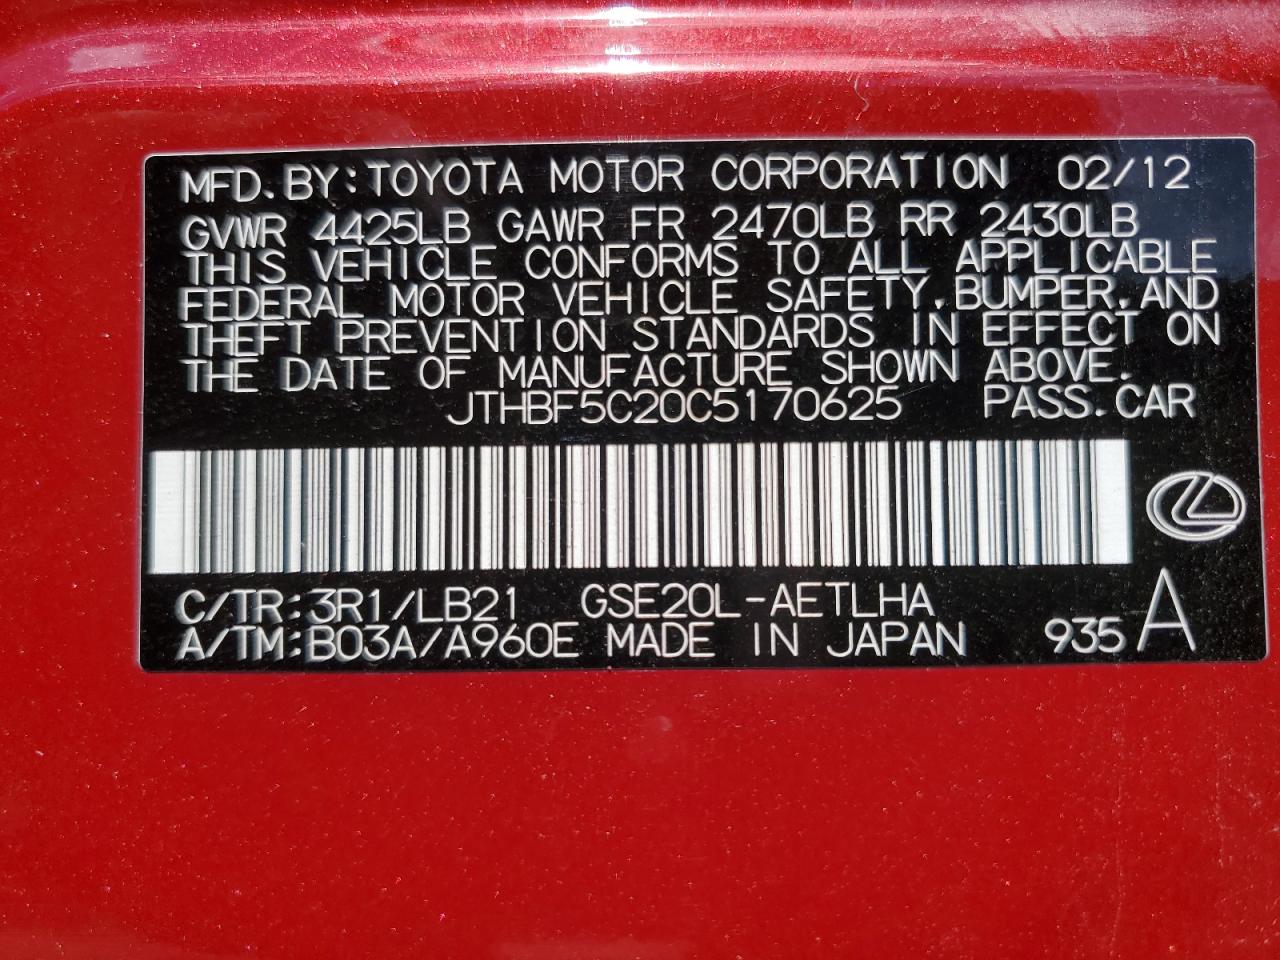 MFD.BY:TOYOTA MOTOR CORPORATION 02/12
GVWR 4425LB GAWR FR 2470LB RR 2430LB
THIS VEHICLE CONFORMS TO ALL APPLICABLE
FEDERAL MOTOR VEHICLE SAFETY,BUMPER,AND
THEFT PREVENTION STANDARDS IN EFFECT ON
THE DATE OF MANUFACTURE SHOWN ABOVE.
JTHBF5C20C5170625 PASS.CAR
C/TR:3R1/LB21 GSE20L-AETLHA
A/TM:B03A/A960E MADE IN JAPAN 935 A